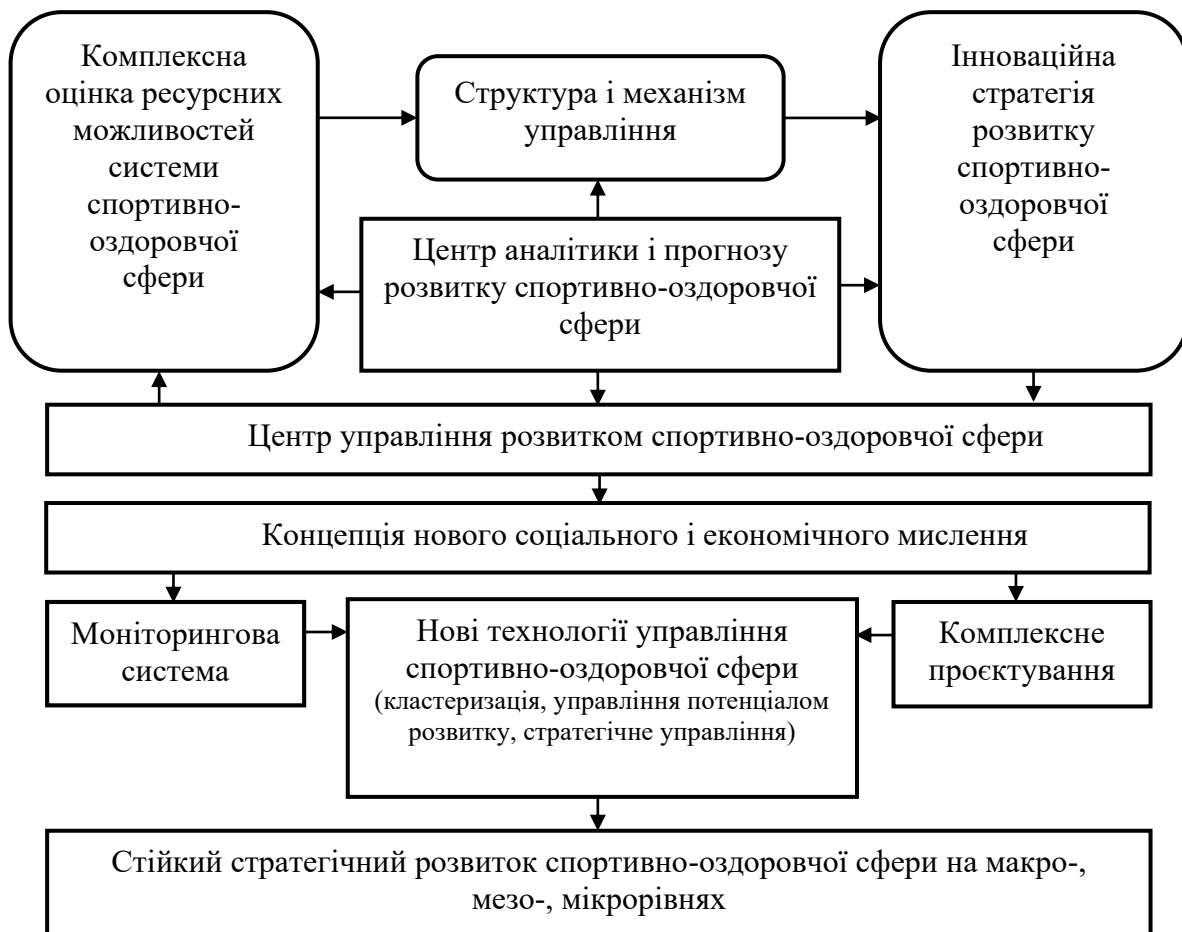 Комплексна
оцінка ресурсних
можливостей
системи
спортивно-
оздоровчої
сфери
Структура і механізм
управління
Інноваційна
стратегія
розвитку
спортивно-
оздоровчої
сфери
Центр аналітики і прогнозу
розвитку спортивно-оздоровчої
сфери
Центр управління розвитком спортивно-оздоровчої сфери
Концепція нового соціального і економічного мислення
Моніторингова
система
Нові технології управління
спортивно-оздоровчої сфери
(кластеризація, управління потенціалом
розвитку, стратегічне управління)
Комплексне
проєктування
Стійкий стратегічний розвиток спортивно-оздоровчої сфери на макро-,
мезо-, мікрорівнях